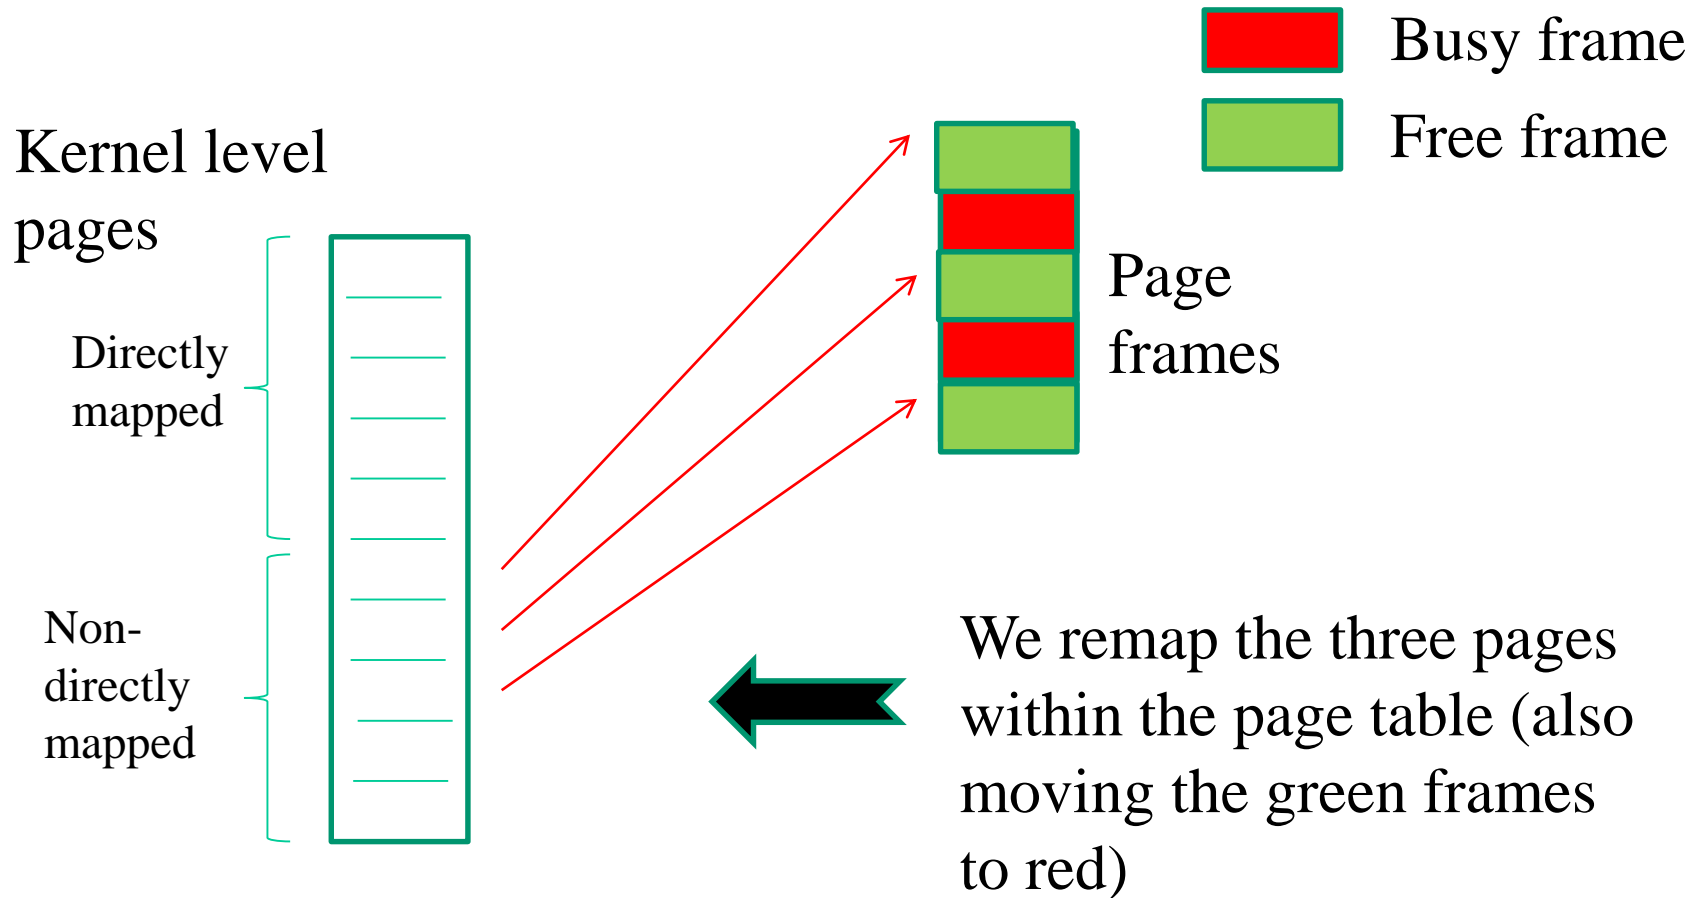 Busy frame
Free frame
Kernel level
pages
Directly
mapped
Page
frames
Non-
directly
mapped
We remap the three pages
within the page table (also
moving the green frames
to red)